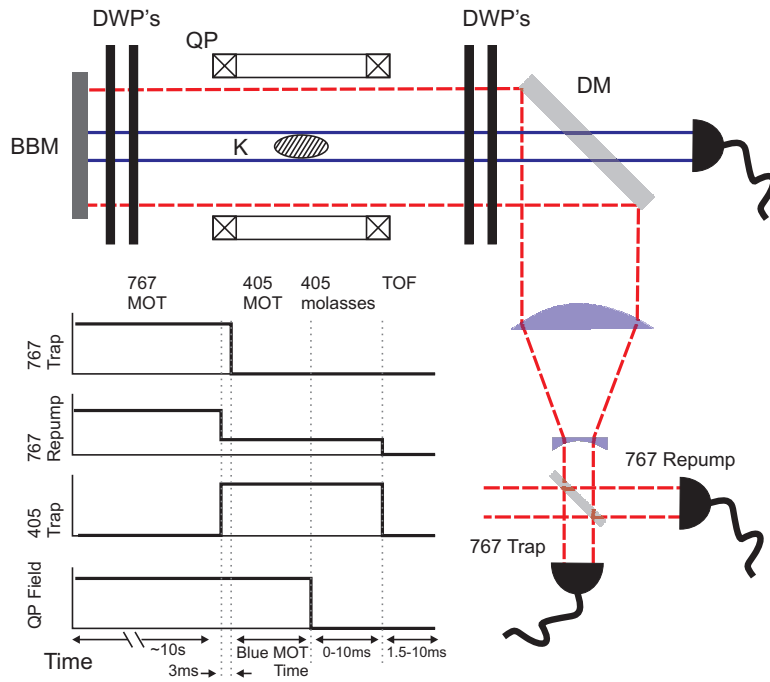 DWP's
QP
DWP's
DM
BBM
K
767 MOT
405 MOT
405 molasses
TOF
767 Trap
767 Repump
405 Trap
QP Field
Time
~10s
3ms
Blue MOT Time
0-10ms
1.5-10ms
767 Repump
767 Trap